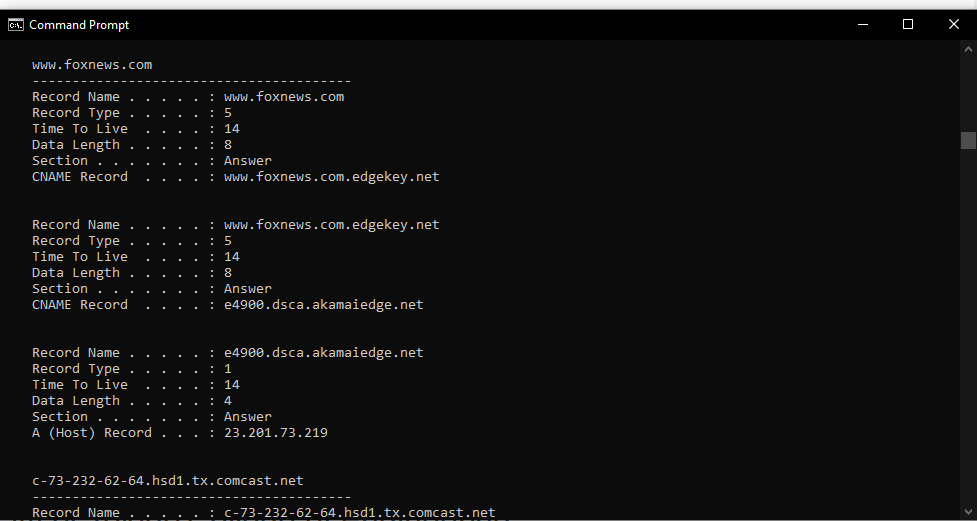 Command Prompt
www.foxnews.com
----------------------------------------
Record Name . . . . . : www.foxnews.com
Record Type . . . . . : 5
Time To Live  . . . . : 14
Data Length . . . . . : 8
Section . . . . . . . : Answer
CNAME Record  . . . . : www.foxnews.com.edgekey.net
Record Name . . . . . : www.foxnews.com.edgekey.net
Record Type . . . . . : 5
Time To Live  . . . . : 14
Data Length . . . . . : 8
Section . . . . . . . : Answer
CNAME Record  . . . . : e4900.dsca.akamaiedge.net
Record Name . . . . . : e4900.dsca.akamaiedge.net
Record Type . . . . . : 1
Time To Live  . . . . : 14
Data Length . . . . . : 4
Section . . . . . . . : Answer
A (Host) Record . . . : 23.201.73.219
c-73-232-62-64.hsd1.tx.comcast.net
----------------------------------------
Record Name . . . . . : c-73-232-62-64.hsd1.tx.comcast.net